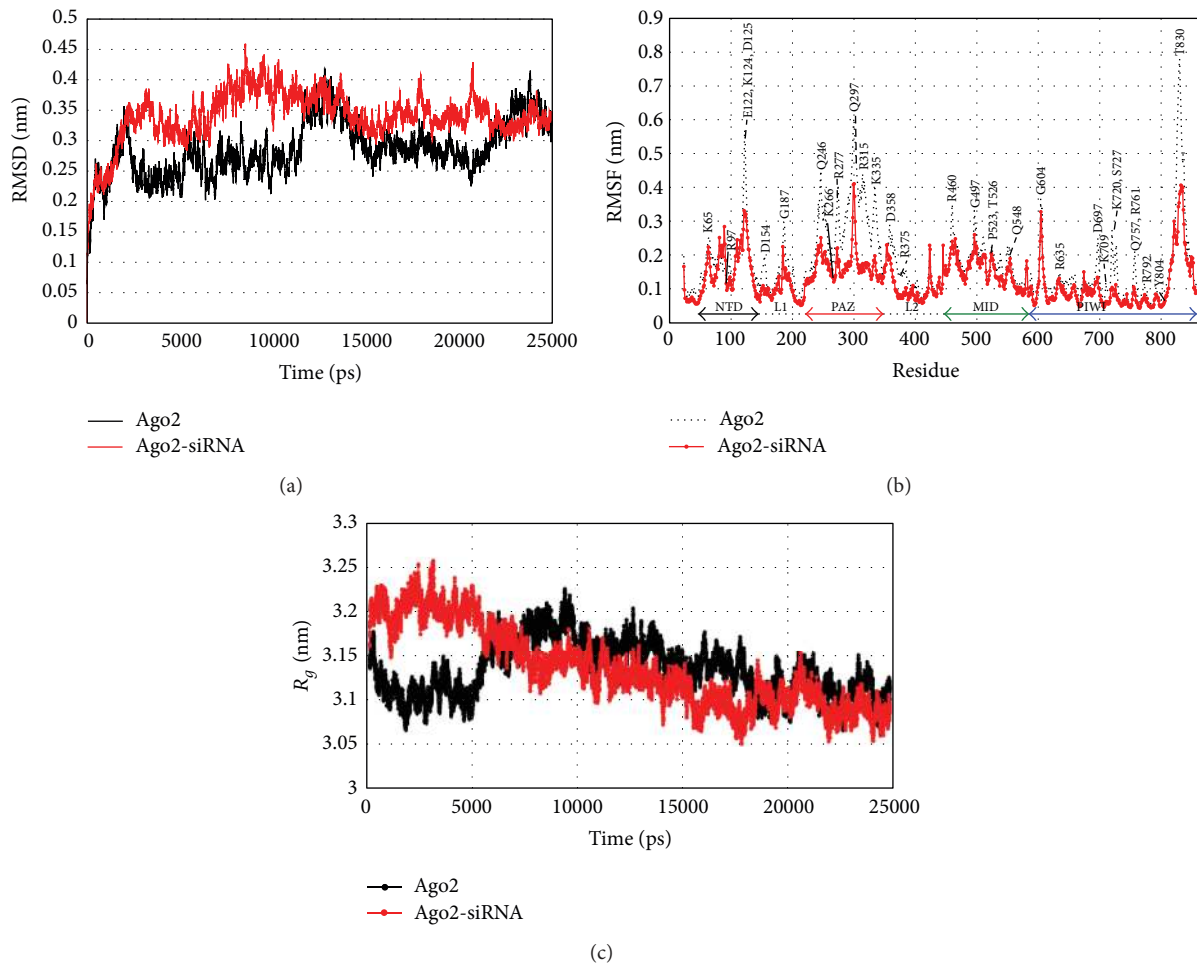 (a)
RMSD (nm)
0.5
0.45
0.4
0.35
0.3
0.25
0.2
0.15
0.1
0.05
0
0 5000 10000 15000 20000 25000
Time (ps)
Ago2
Ago2-siRNA
(a)
RMSF (nm)
0.9
0.8
0.7
0.6
0.5
0.4
0.3
0.2
0.1
0
K65
R97
E122, K124, D125
D154
G187
Q246
K266
R277
Q297
R315
K335
D358
R375
R460
G497
P523, T526
Q548
G604
R635
D697
K709
K720, S727
Q757, R761
R792
Y804
T830
NTD L1 PAZ L2 MID PIWI
0 100 200 300 400 500 600 700 800
Residue
Ago2
Ago2-siRNA
(b)
Rg (nm)
3.3
3.25
3.2
3.15
3.1
3.05
3
0 5000 10000 15000 20000 25000
Time (ps)
Ago2
Ago2-siRNA
(c)